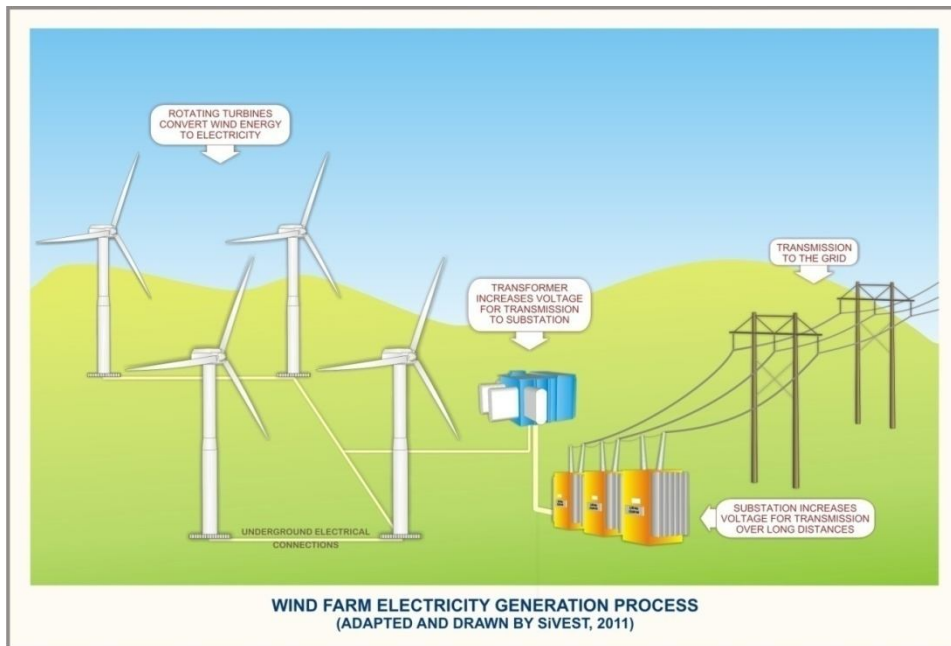 ROTATING TURBINES
CONVERT WIND ENERGY
TO ELECTRICITY
TRANSMISSION
TO THE GRID
TRANSFORMER
INCREASES VOLTAGE
FOR TRANSMISSION
TO SUBSTATION
SUBSTATION INCREASES
VOLTAGE FOR TRANSMISSION
OVER LONG DISTANCES
UNDERGROUND ELECTRICAL
CONNECTIONS
WIND FARM ELECTRICITY GENERATION PROCESS
(ADAPTED AND DRAWN BY SiVEST, 2011)